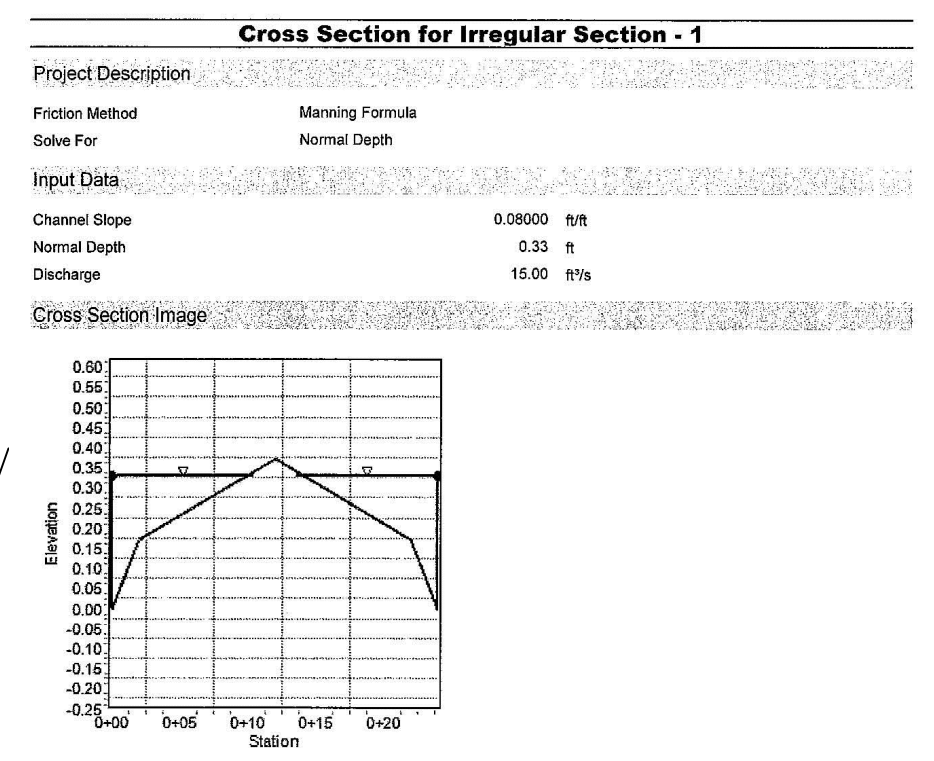 Cross Section for Irregular Section - 1
Project Description
Friction Method Manning Formula
Solve For Normal Depth
Input Data
Channel Slope 0.08000 ft/ft
Normal Depth 0.33 ft
Discharge 15.00 ft³/s
Cross Section Image
0.60
0.55
0.50
0.45
0.40
0.35
0.30
0.25
0.20
0.15
0.10
0.05
0.00
-0.05
-0.10
-0.15
-0.20
-0.25
Elevation
0+00 0+05 0+10 0+15 0+20
Station